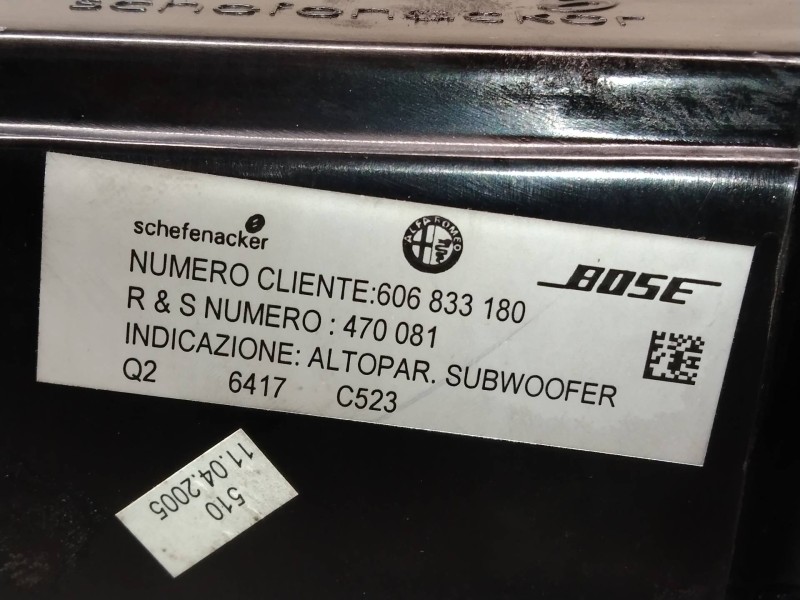 schefenacker
schefenacker
ALFA ROMEO
BOSE
NUMERO CLIENTE:606 833 180
R & S NUMERO : 470 081
INDICAZIONE: ALTOPAR. SUBWOOFER
Q2 6417 C523
510
11.04.2005